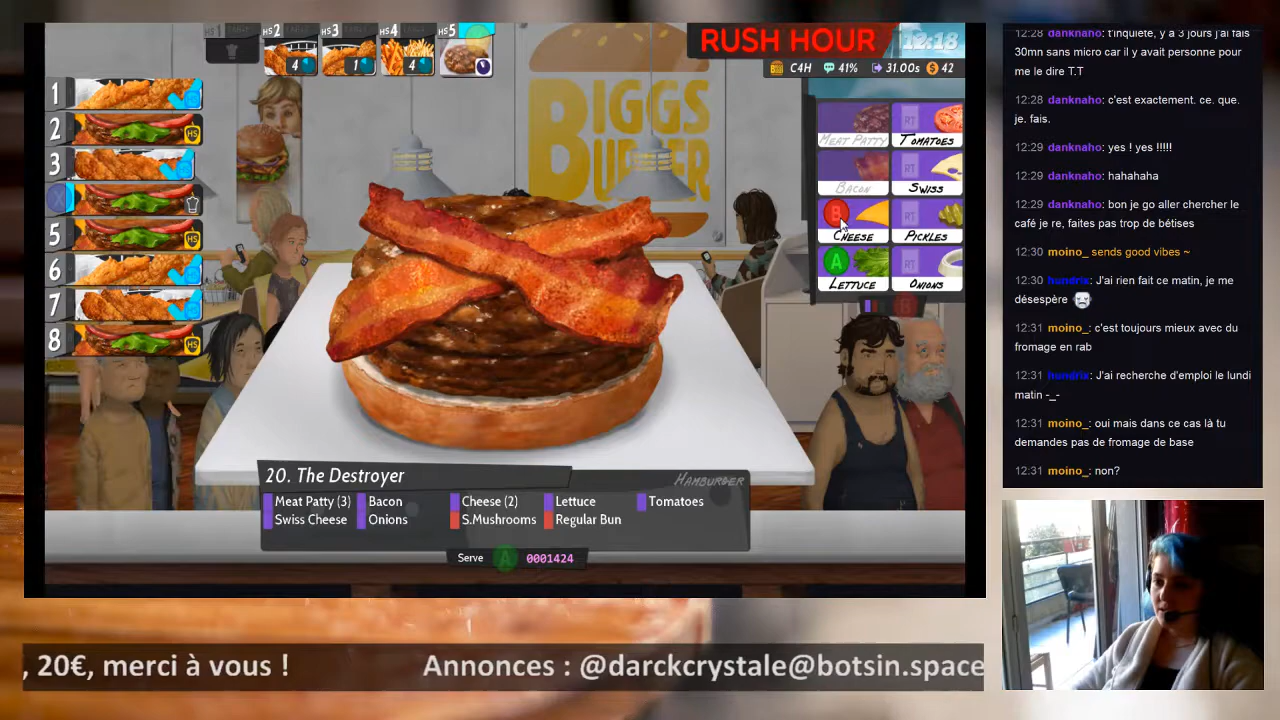 HS1
HS2
HS3
HS4
HS5
4
1
4
RUSH HOUR
12:18
C4H 41% 31.00s 42
BIGGS
BURGER
1
2
HS
3
5
HS
6
7
8
HS
MEAT PATTY
RT
TOMATOES
BACON
RT
SWISS
B
CHEESE
RT
PICKLES
A
LETTUCE
RT
ONIONS
20. The Destroyer
HAMBURGER
Meat Patty (3) Bacon Cheese (2) Lettuce Tomatoes
Swiss Cheese Onions S.Mushrooms Regular Bun
Serve A 0001424
12:28 danknaho: t'inquiète, y a 3 jours j'ai fais
30mn sans micro car il y avait personne pour
me le dire T.T
12:28 danknaho: c'est exactement. ce. que.
je. fais.
12:29 danknaho: yes ! yes !!!!!
12:29 danknaho: hahahaha
12:29 danknaho: bon je go aller chercher le
café je re, faites pas trop de bétises
12:30 moino_ sends good vibes ~
12:30 hundrix: J'ai rien fait ce matin, je me
désespère
12:31 moino_: c'est toujours mieux avec du
fromage en rab
12:31 hundrix: J'ai recherche d'emploi le lundi
matin -_-
12:31 moino_: oui mais dans ce cas là tu
demandes pas de fromage de base
12:31 moino_: non?
, 20€, merci à vous ! Annonces : @darckcrystale@botsin.space